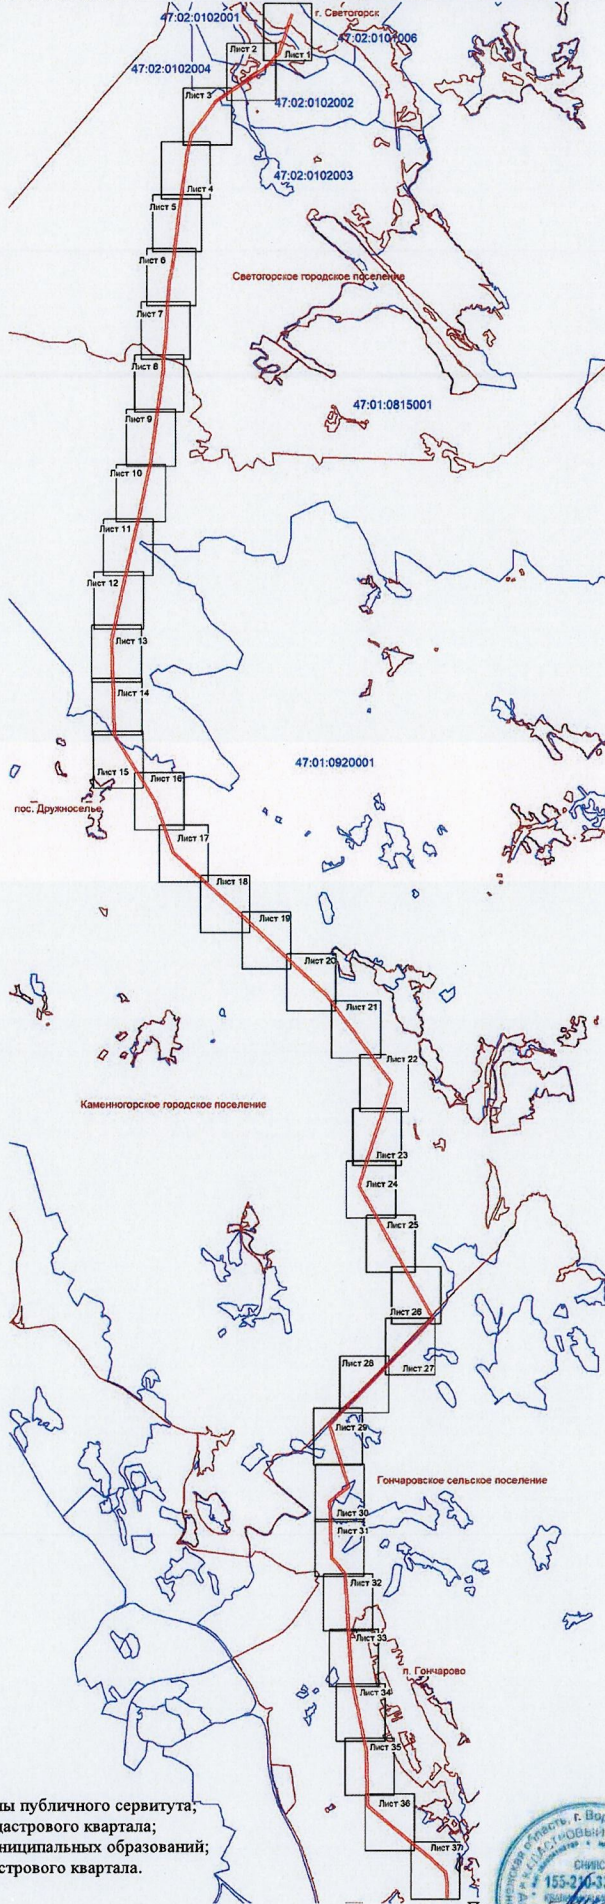 47:02:0102001
г. Светогорск
47:02:0101006
Лист 2
Лист 1
47:02:0102004
Лист 3
47:02:0102002
47:02:0102003
Лист 4
Лист 5
Лист 6
Светогорское городское поселение
Лист 7
Лист 8
47:01:0815001
Лист 9
Лист 10
Лист 11
Лист 12
Лист 13
Лист 14
47:01:0920001
Лист 15
Лист 16
пос. Дружноселье
Лист 17
Лист 18
Лист 19
Лист 20
Лист 21
Лист 22
Каменногорское городское поселение
Лист 23
Лист 24
Лист 25
Лист 26
Лист 27
Лист 28
Лист 29
Гончаровское сельское поселение
Лист 30
Лист 31
Лист 32
Лист 33
п. Гончарово
Лист 34
Лист 35
Лист 36
Лист 37
цы публичного сервитута;
дастрового квартала;
ниципальных образований;
астрового квартала.
область, г. Вор
КАДАСТРОВЫЙ
СНИЛС